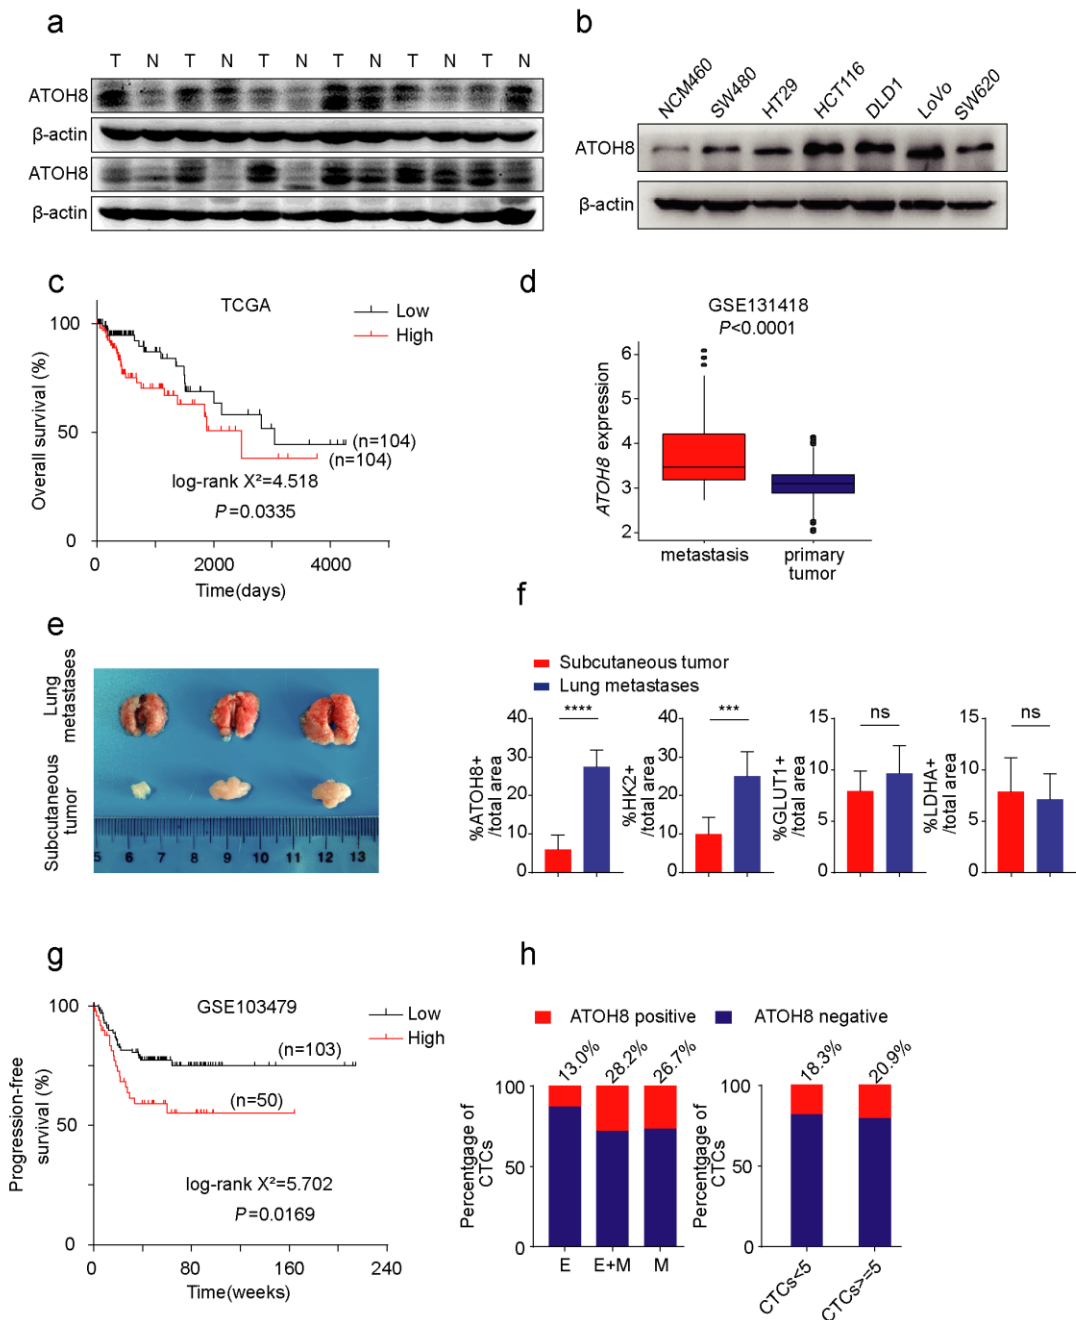 a
T N T N T N T N T N T N
ATOH8
β-actin
ATOH8
β-actin
b
NCM460 SW480 HT29 HCT116 DLD1 LoVo SW620
ATOH8
β-actin
c
TCGA
Low
High
Overall survival (%)
100
50
0
(n=104)
(n=104)
log-rank X²=4.518
P=0.0335
0 2000 4000
Time(days)
d
GSE131418
P<0.0001
ATOH8 expression
6
5
4
3
2
metastasis
primary
tumor
e
Lung
metastases
Subcutaneous
tumor
5 6 7 8 9 10 11 12 13
f
Subcutaneous tumor
Lung metastases
%ATOH8+
/total area
40
30
20
10
0
****
%HK2+
/total area
40
30
20
10
0
***
%GLUT1+
/total area
15
10
5
0
ns
%LDHA+
/total area
15
10
5
0
ns
g
GSE103479
Low
High
Progression-free
survival (%)
100
50
0
(n=103)
(n=50)
log-rank X²=5.702
P=0.0169
0 80 160 240
Time(weeks)
h
ATOH8 positive
ATOH8 negative
Percentgage of
CTCs
100
50
0
13.0% 28.2% 26.7%
E E+M M
Percentgage of
CTCs
100
50
0
18.3% 20.9%
CTCs<5 CTCs>=5